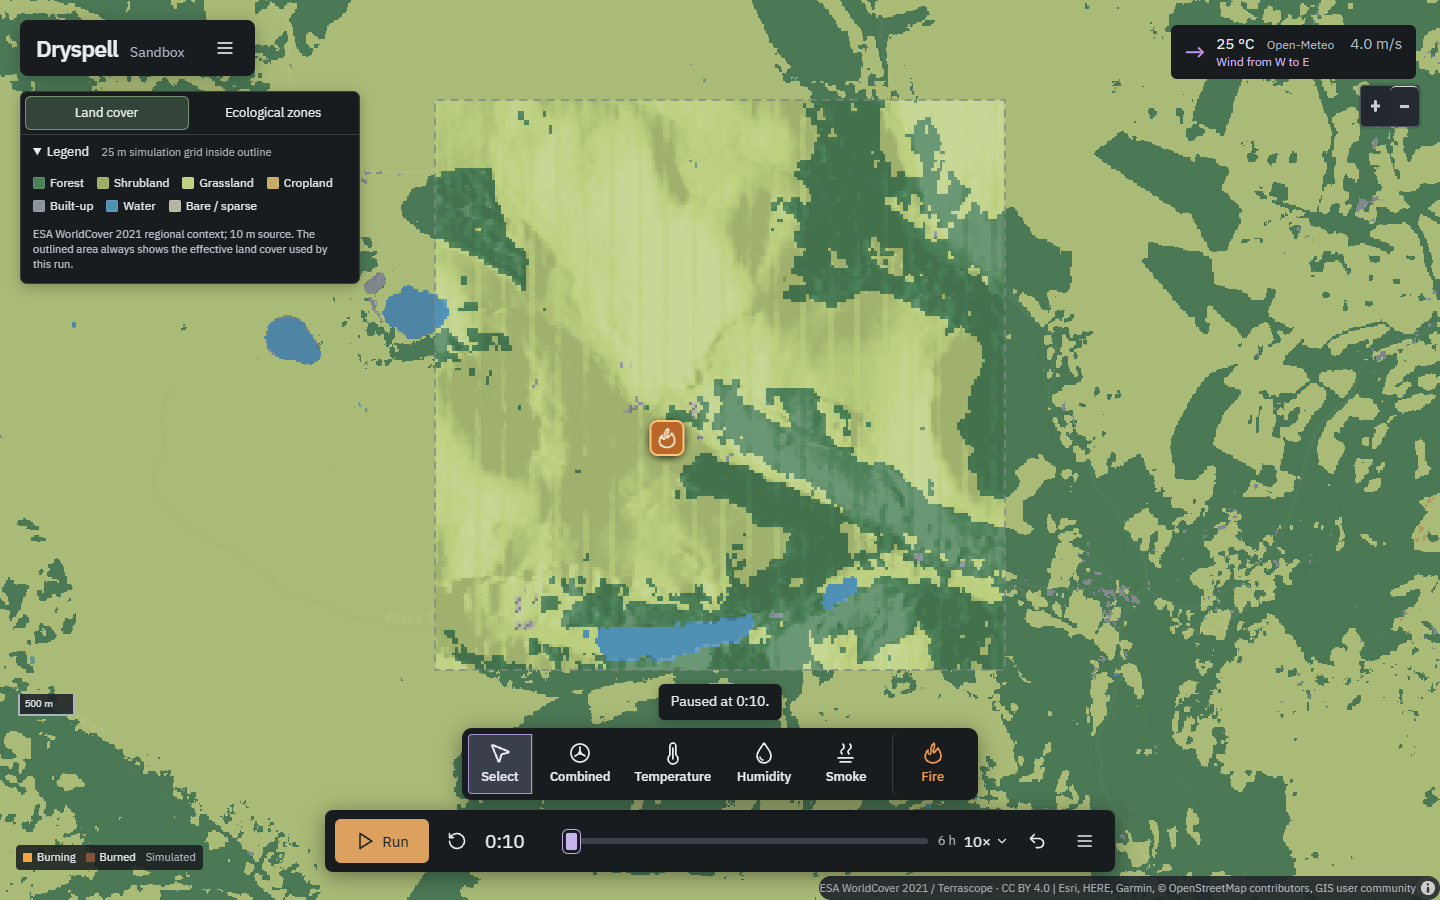 Dryspell Sandbox
25 °C Open-Meteo 4.0 m/s
Wind from W to E
+ −
Land cover Ecological zones
▼ Legend 25 m simulation grid inside outline
Forest Shrubland Grassland Cropland
Built-up Water Bare / sparse
ESA WorldCover 2021 regional context; 10 m source. The
outlined area always shows the effective land cover used by
this run.
500 m
Paused at 0:10.
Select Combined Temperature Humidity Smoke Fire
Run 0:10 6 h 10×
Burning Burned Simulated
ESA WorldCover 2021 / Terrascope · CC BY 4.0 | Esri, HERE, Garmin, © OpenStreetMap contributors, GIS user community